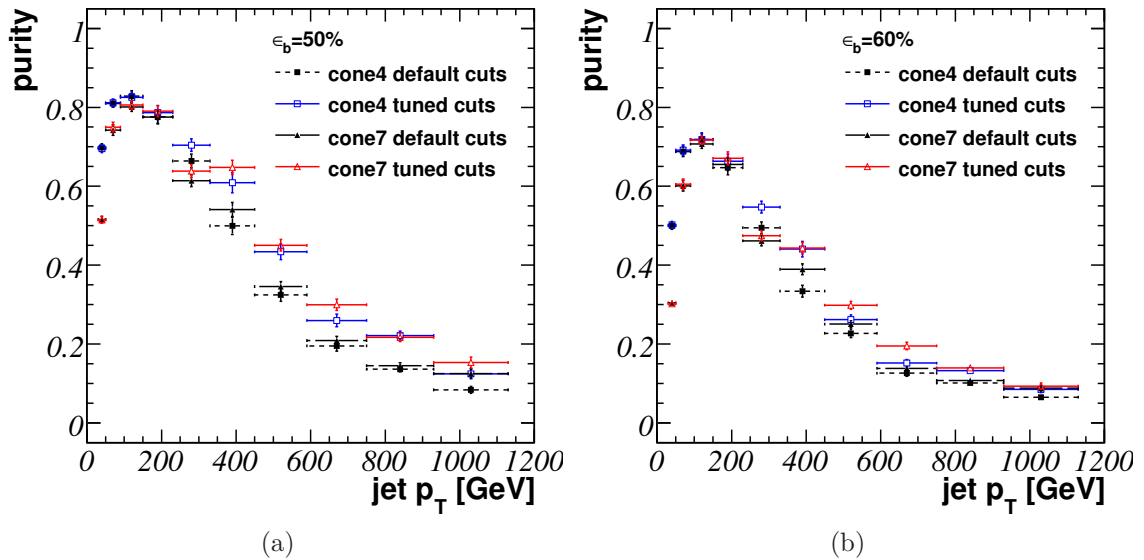 purity
1
0.8
0.6
0.4
0.2
0
ϵ_b=50%
cone4 default cuts
cone4 tuned cuts
cone7 default cuts
cone7 tuned cuts
0 200 400 600 800 1000 1200
jet p_T [GeV]
(a)
purity
1
0.8
0.6
0.4
0.2
0
ϵ_b=60%
cone4 default cuts
cone4 tuned cuts
cone7 default cuts
cone7 tuned cuts
0 200 400 600 800 1000 1200
jet p_T [GeV]
(b)